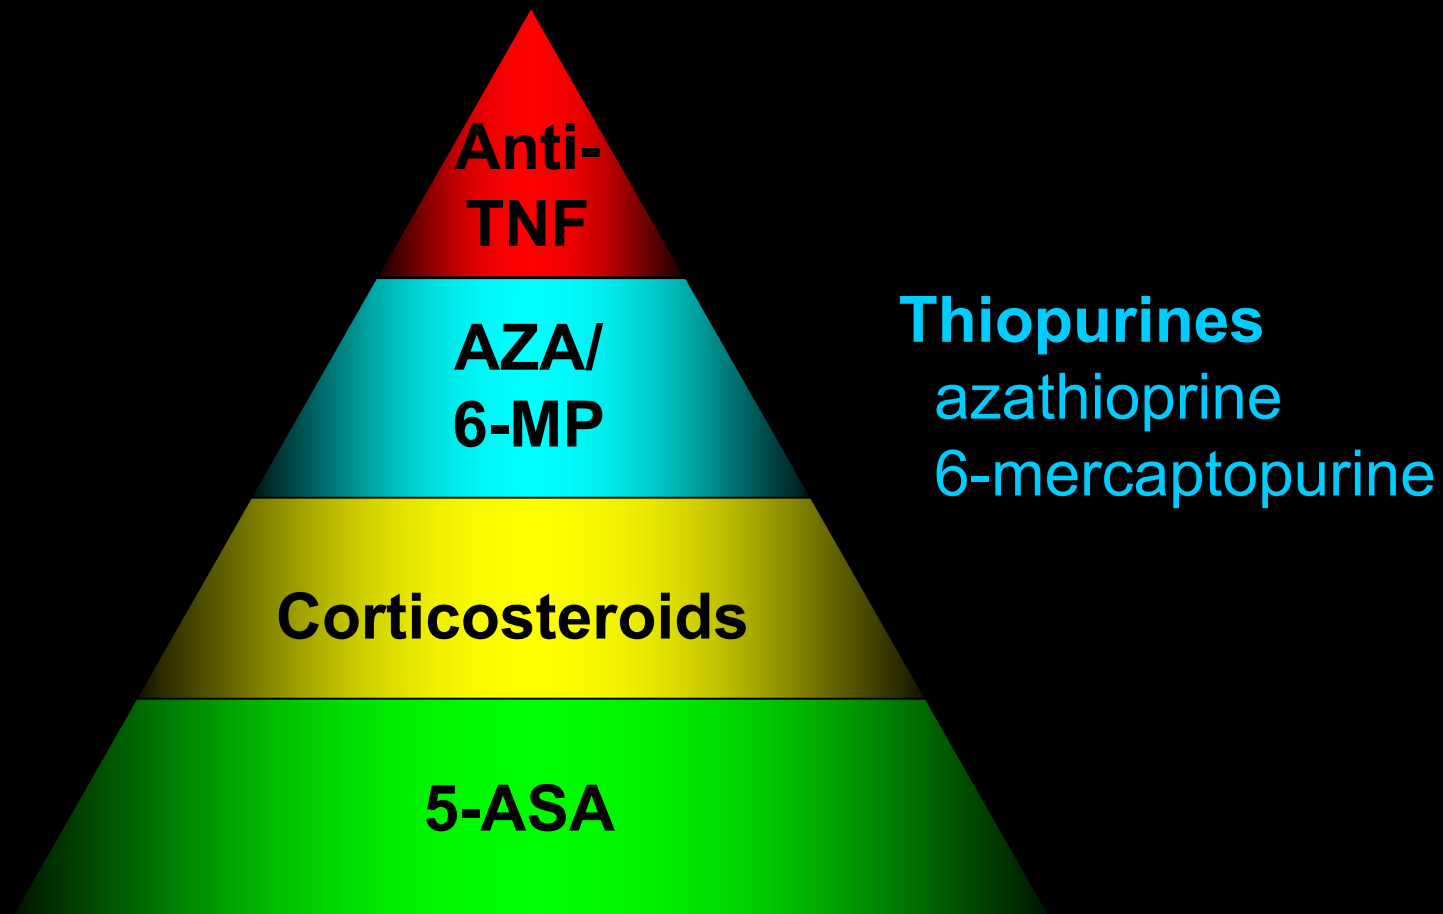 Anti-
TNF
AZA/
6-MP
Thiopurines
azathioprine
6-mercaptopurine
Corticosteroids
5-ASA